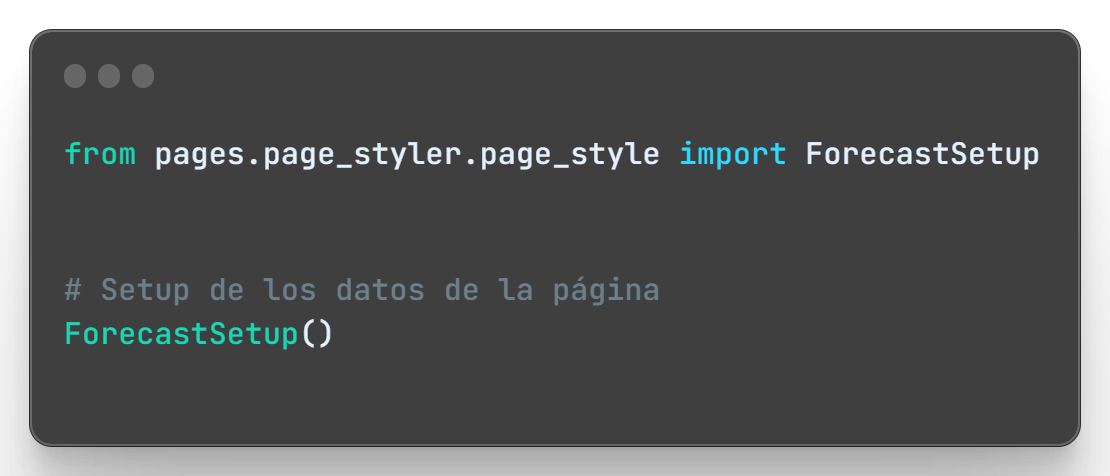 from pages.page_styler.page_style import ForecastSetup
# Setup de los datos de la página
ForecastSetup()